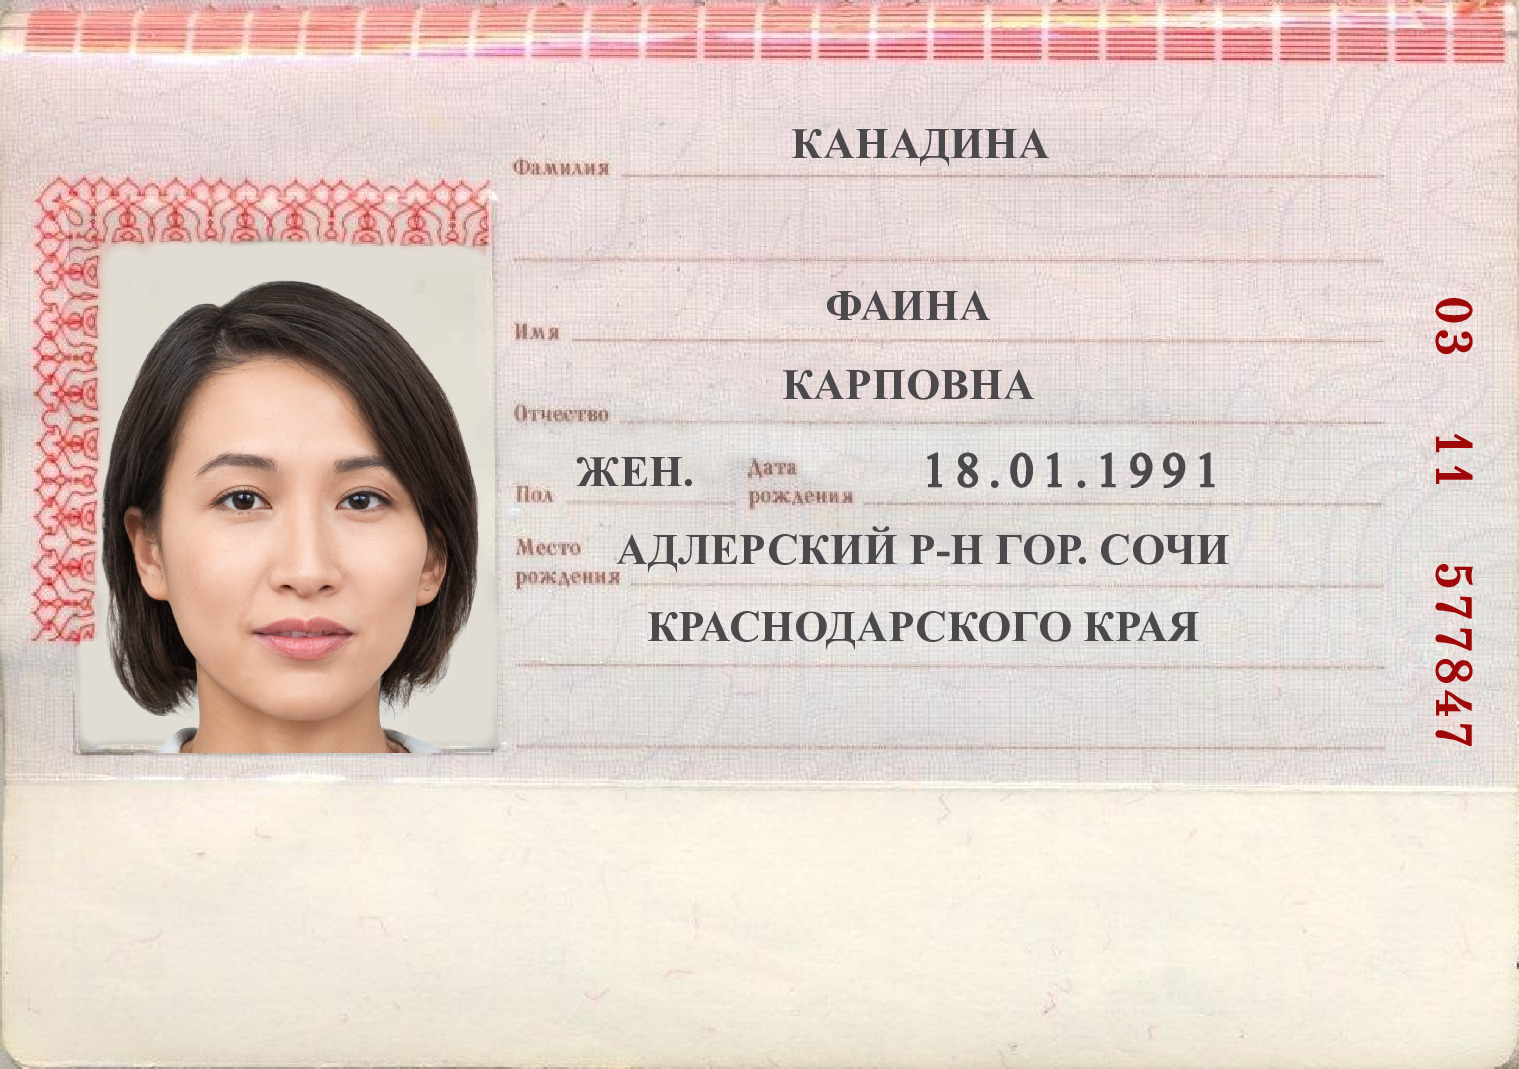 Фамилия КАНАДИНА
Имя ФАИНА
Отчество КАРПОВНА
Пол ЖЕН. Дата рождения 18.01.1991
Место рождения АДЛЕРСКИЙ Р-Н ГОР. СОЧИ
КРАСНОДАРСКОГО КРАЯ
03 11 577847